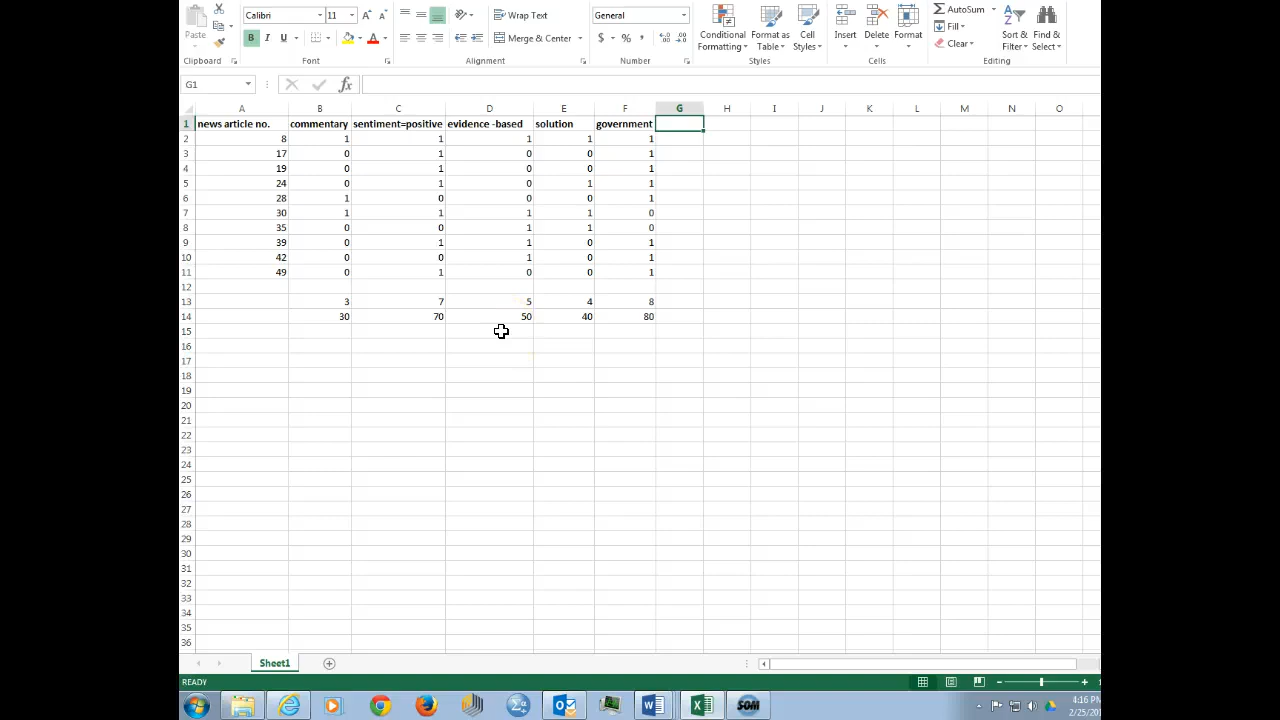 Calibri 11 Wrap Text General AutoSum
Paste B I U Merge & Center $ % , Conditional Formatting Format as Table Cell Styles Insert Delete Format Fill Clear Sort & Filter Find & Select
Clipboard Font Alignment Number Styles Cells Editing
G1 fx
A B C D E F G H I J K L M N O
1 news article no. commentary sentiment=positive evidence -based solution government
2 8 1 1 1 1 1
3 17 0 1 0 0 1
4 19 0 1 0 0 1
5 24 0 1 0 1 1
6 28 1 0 0 0 1
7 30 1 1 1 1 0
8 35 0 0 1 1 0
9 39 0 1 1 0 1
10 42 0 0 1 0 1
11 49 0 1 0 0 1
12
13 3 7 5 4 8
14 30 70 50 40 80
15
16
17
18
19
20
21
22
23
24
25
26
27
28
29
30
31
32
33
34
35
36
Sheet1
READY
SOM 4:16 PM